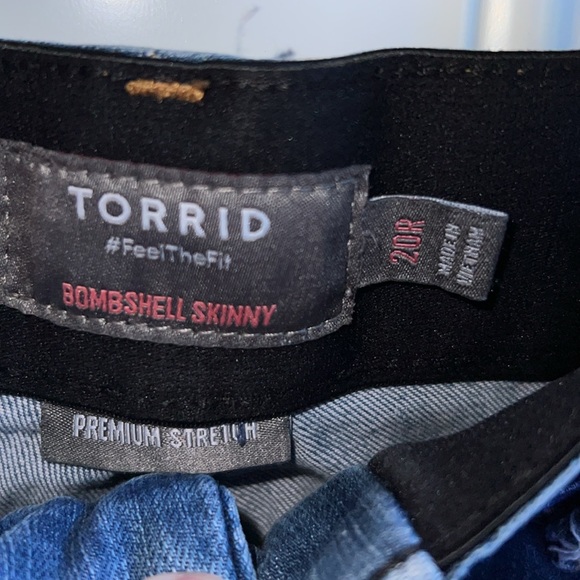 TORRID
#FeelTheFit
BOMBSHELL SKINNY
20R
MADE IN
VIETNAM
PREMIUM STRETCH